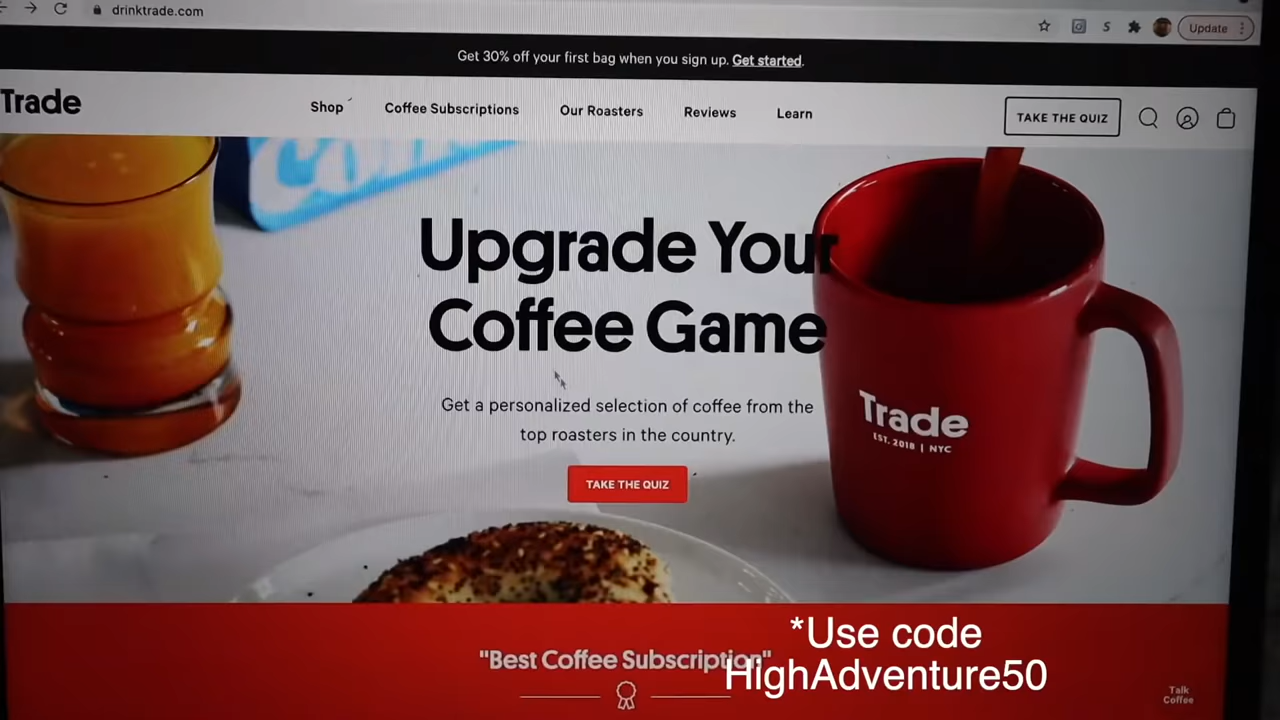 drinktrade.com
Update
Get 30% off your first bag when you sign up. Get started.
Trade
Shop
Coffee Subscriptions
Our Roasters
Reviews
Learn
TAKE THE QUIZ
Upgrade Your
Coffee Game
Get a personalized selection of coffee from the
top roasters in the country.
TAKE THE QUIZ
Trade
EST. 2018 | NYC
"Best Coffee Subscription"
*Use code
HighAdventure50
Talk
Coffee